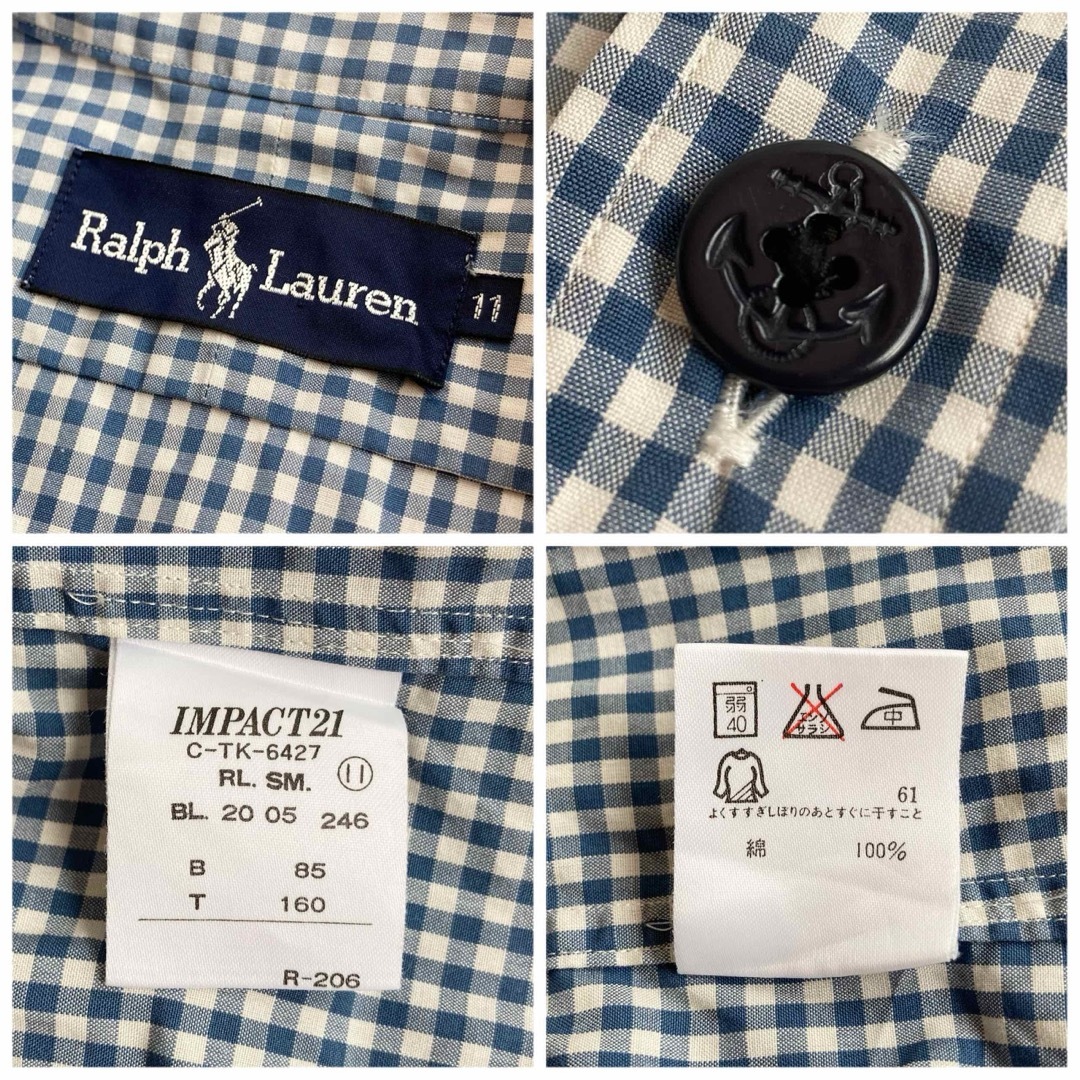 Ralph Lauren
11
IMPACT21
C-TK-6427
RL. SM. 11
BL. 20 05 246
B 85
T 160
R-206
弱
40
エンソ
サラシ
中
61
よくすすぎしぼりのあとすぐに干すこと
綿 100%